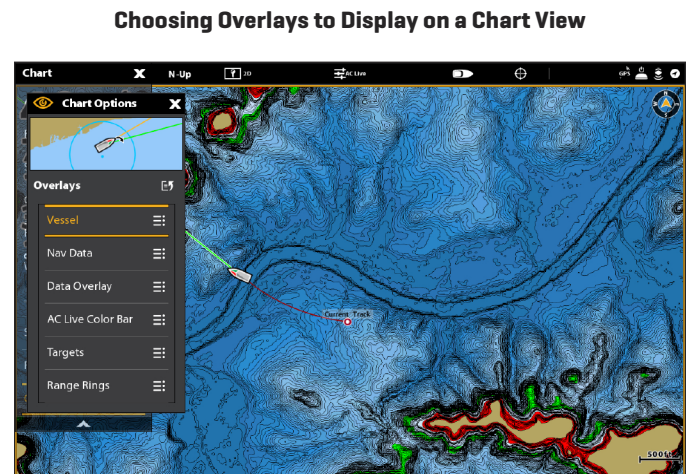 Choosing Overlays to Display on a Chart View
Chart X N-Up 2D AC Live GPS
Chart Options X
Overlays
Vessel
Nav Data
Data Overlay
AC Live Color Bar
Targets
Range Rings
Current Track
500ft